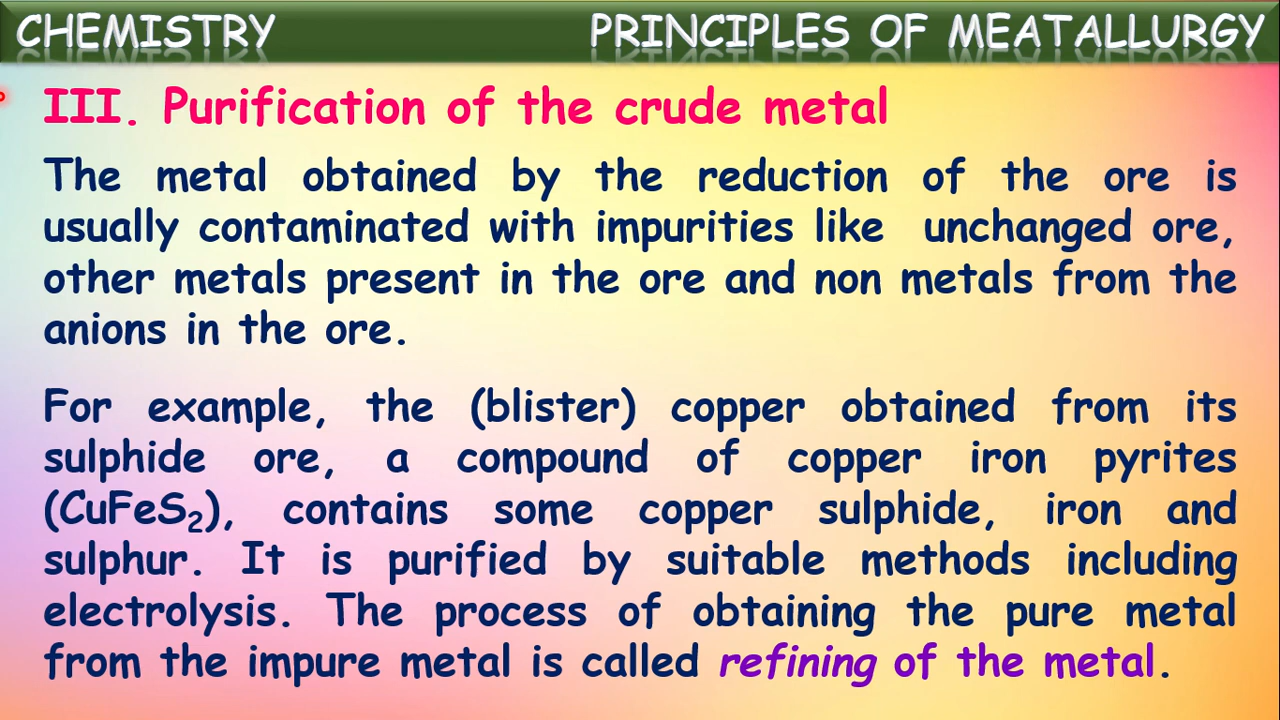 CHEMISTRY PRINCIPLES OF MEATALLURGY
III. Purification of the crude metal
The metal obtained by the reduction of the ore is
usually contaminated with impurities like unchanged ore,
other metals present in the ore and non metals from the
anions in the ore.
For example, the (blister) copper obtained from its
sulphide ore, a compound of copper iron pyrites
(CuFeS₂), contains some copper sulphide, iron and
sulphur. It is purified by suitable methods including
electrolysis. The process of obtaining the pure metal
from the impure metal is called refining of the metal.